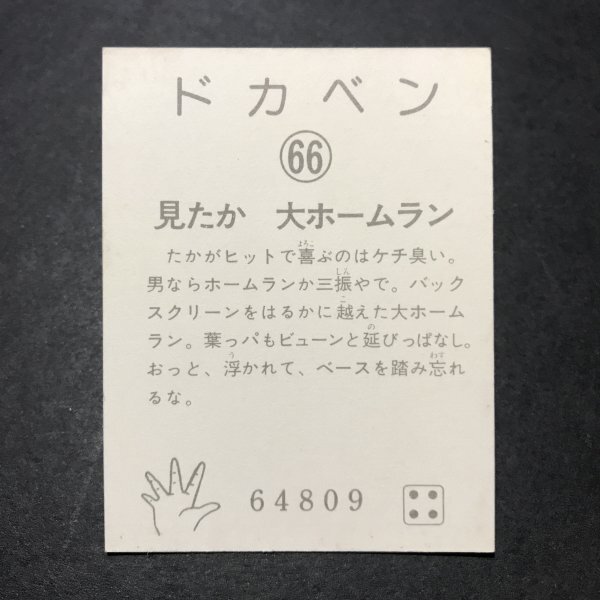 ドカベン
66
見たか　大ホームラン
たかがヒットで喜ぶのはケチ臭い。
男ならホームランか三振やで。バック
スクリーンをはるかに越えた大ホーム
ラン。葉っパもビューンと延びっぱなし。
おっと、浮かれて、ベースを踏み忘れ
るな。
64809